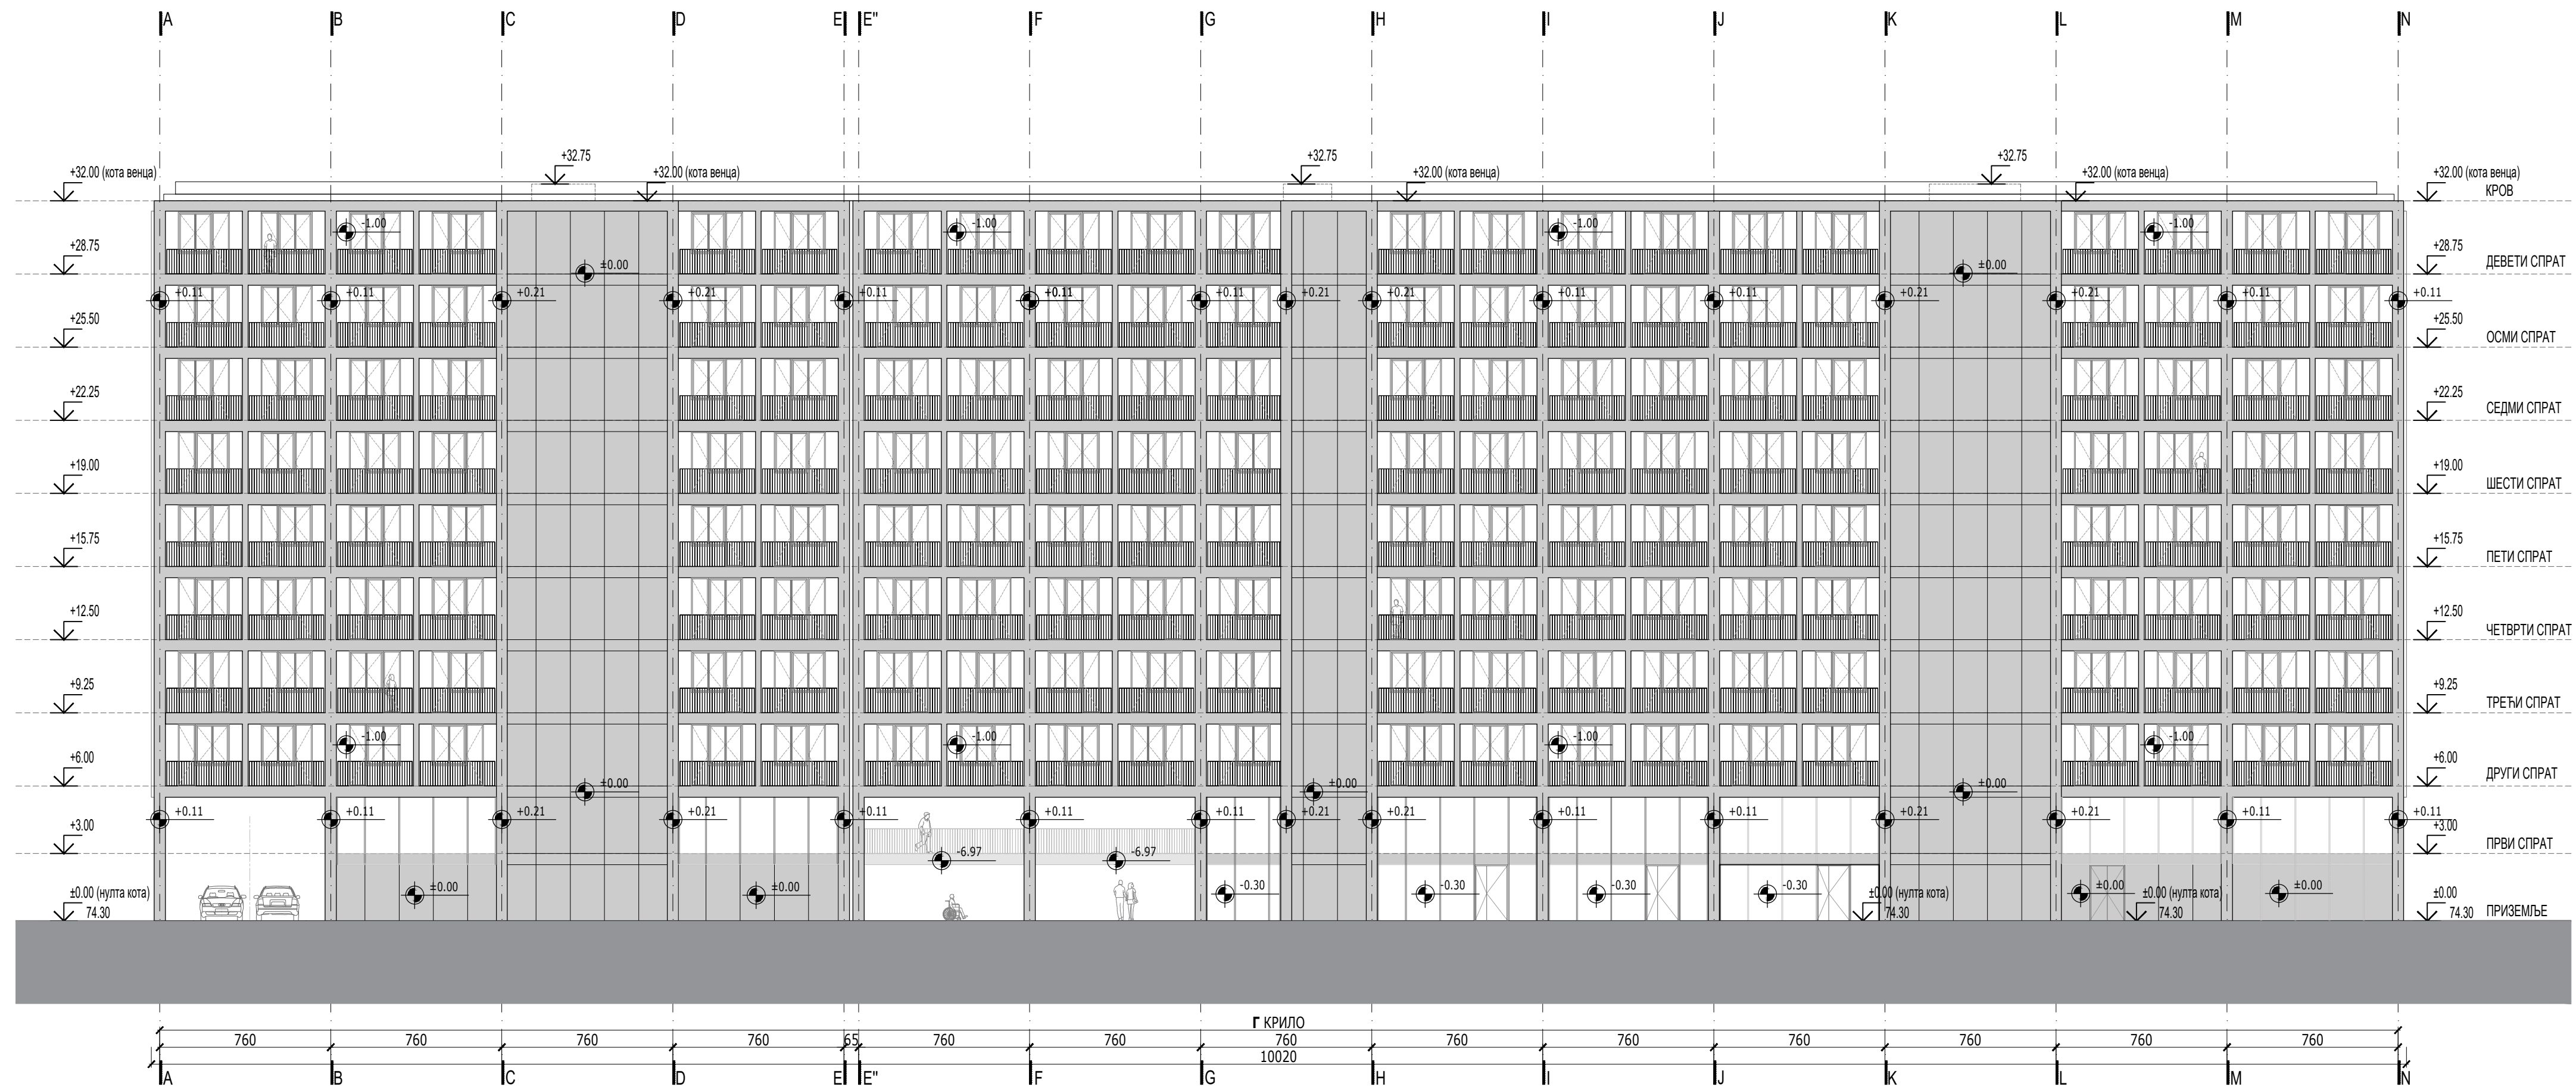 A B C D E E" F G H I J K L M N
+32.75 +32.75 +32.75
+32.00 (кота венца) +32.00 (кота венца) +32.00 (кота венца) +32.00 (кота венца) +32.00 (кота венца)
КРОВ
-1.00 -1.00 -1.00 -1.00
+28.75 ±0.00 ±0.00 +28.75 ДЕВЕТИ СПРАТ
+0.11 +0.11 +0.21 +0.21 +0.11 +0.11 +0.11 +0.21 +0.21 +0.11 +0.11 +0.21 +0.21 +0.11 +0.11
+25.50 +25.50 ОСМИ СПРАТ
+22.25 +22.25 СЕДМИ СПРАТ
+19.00 +19.00 ШЕСТИ СПРАТ
+15.75 +15.75 ПЕТИ СПРАТ
+12.50 +12.50 ЧЕТВРТИ СПРАТ
+9.25 +9.25 ТРЕЋИ СПРАТ
-1.00 -1.00 -1.00 -1.00
+6.00 ±0.00 ±0.00 ±0.00 +6.00 ДРУГИ СПРАТ
+0.11 +0.11 +0.21 +0.21 +0.11 +0.11 +0.11 +0.21 +0.21 +0.11 +0.11 +0.21 +0.21 +0.11 +0.11
+3.00 +3.00 ПРВИ СПРАТ
-6.97 -6.97
±0.00 ±0.00 -0.30 -0.30 -0.30 -0.30 ±0.00 ±0.00
±0.00 (нулта кота) ±0.00 (нулта кота) ±0.00 (нулта кота) ±0.00
74.30 74.30 74.30 74.30 ПРИЗЕМЉЕ
Г КРИЛО
760 760 760 760 65 760 760 760 760 760 760 760 760 760
10020
A B C D E E" F G H I J K L M N